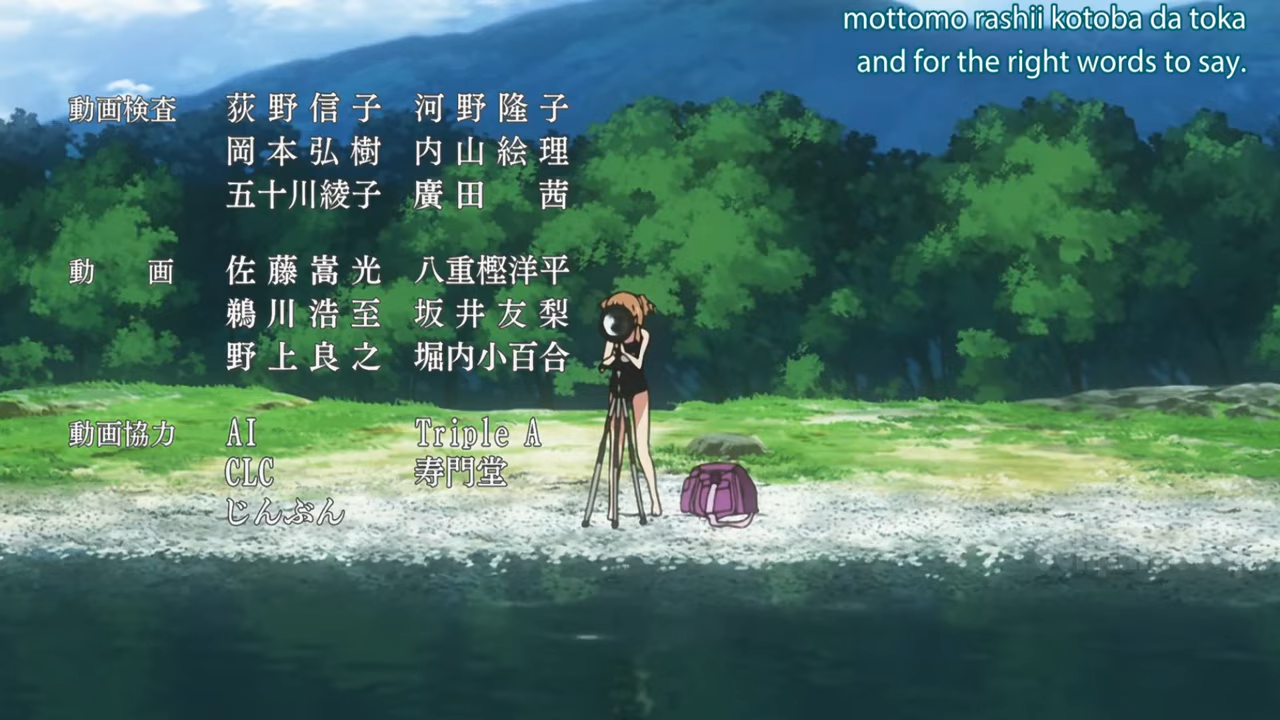 mottomo rashii kotoba da toka
and for the right words to say.
動画検査 荻野信子 河野隆子
岡本弘樹 内山絵理
五十川綾子 廣田 茜
動 画 佐藤嵩光 八重樫洋平
鵜川浩至 坂井友梨
野上良之 堀内小百合
動画協力 AI Triple A
CLC 寿門堂
じんぶん